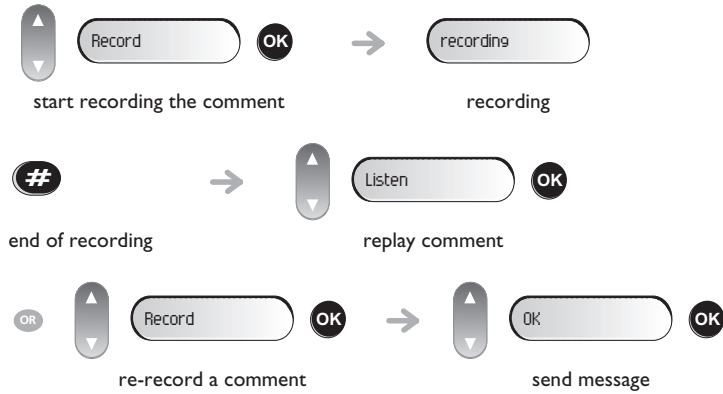 Record OK recording
start recording the comment recording
# Listen OK
end of recording replay comment
OR Record OK OK OK
re-record a comment send message